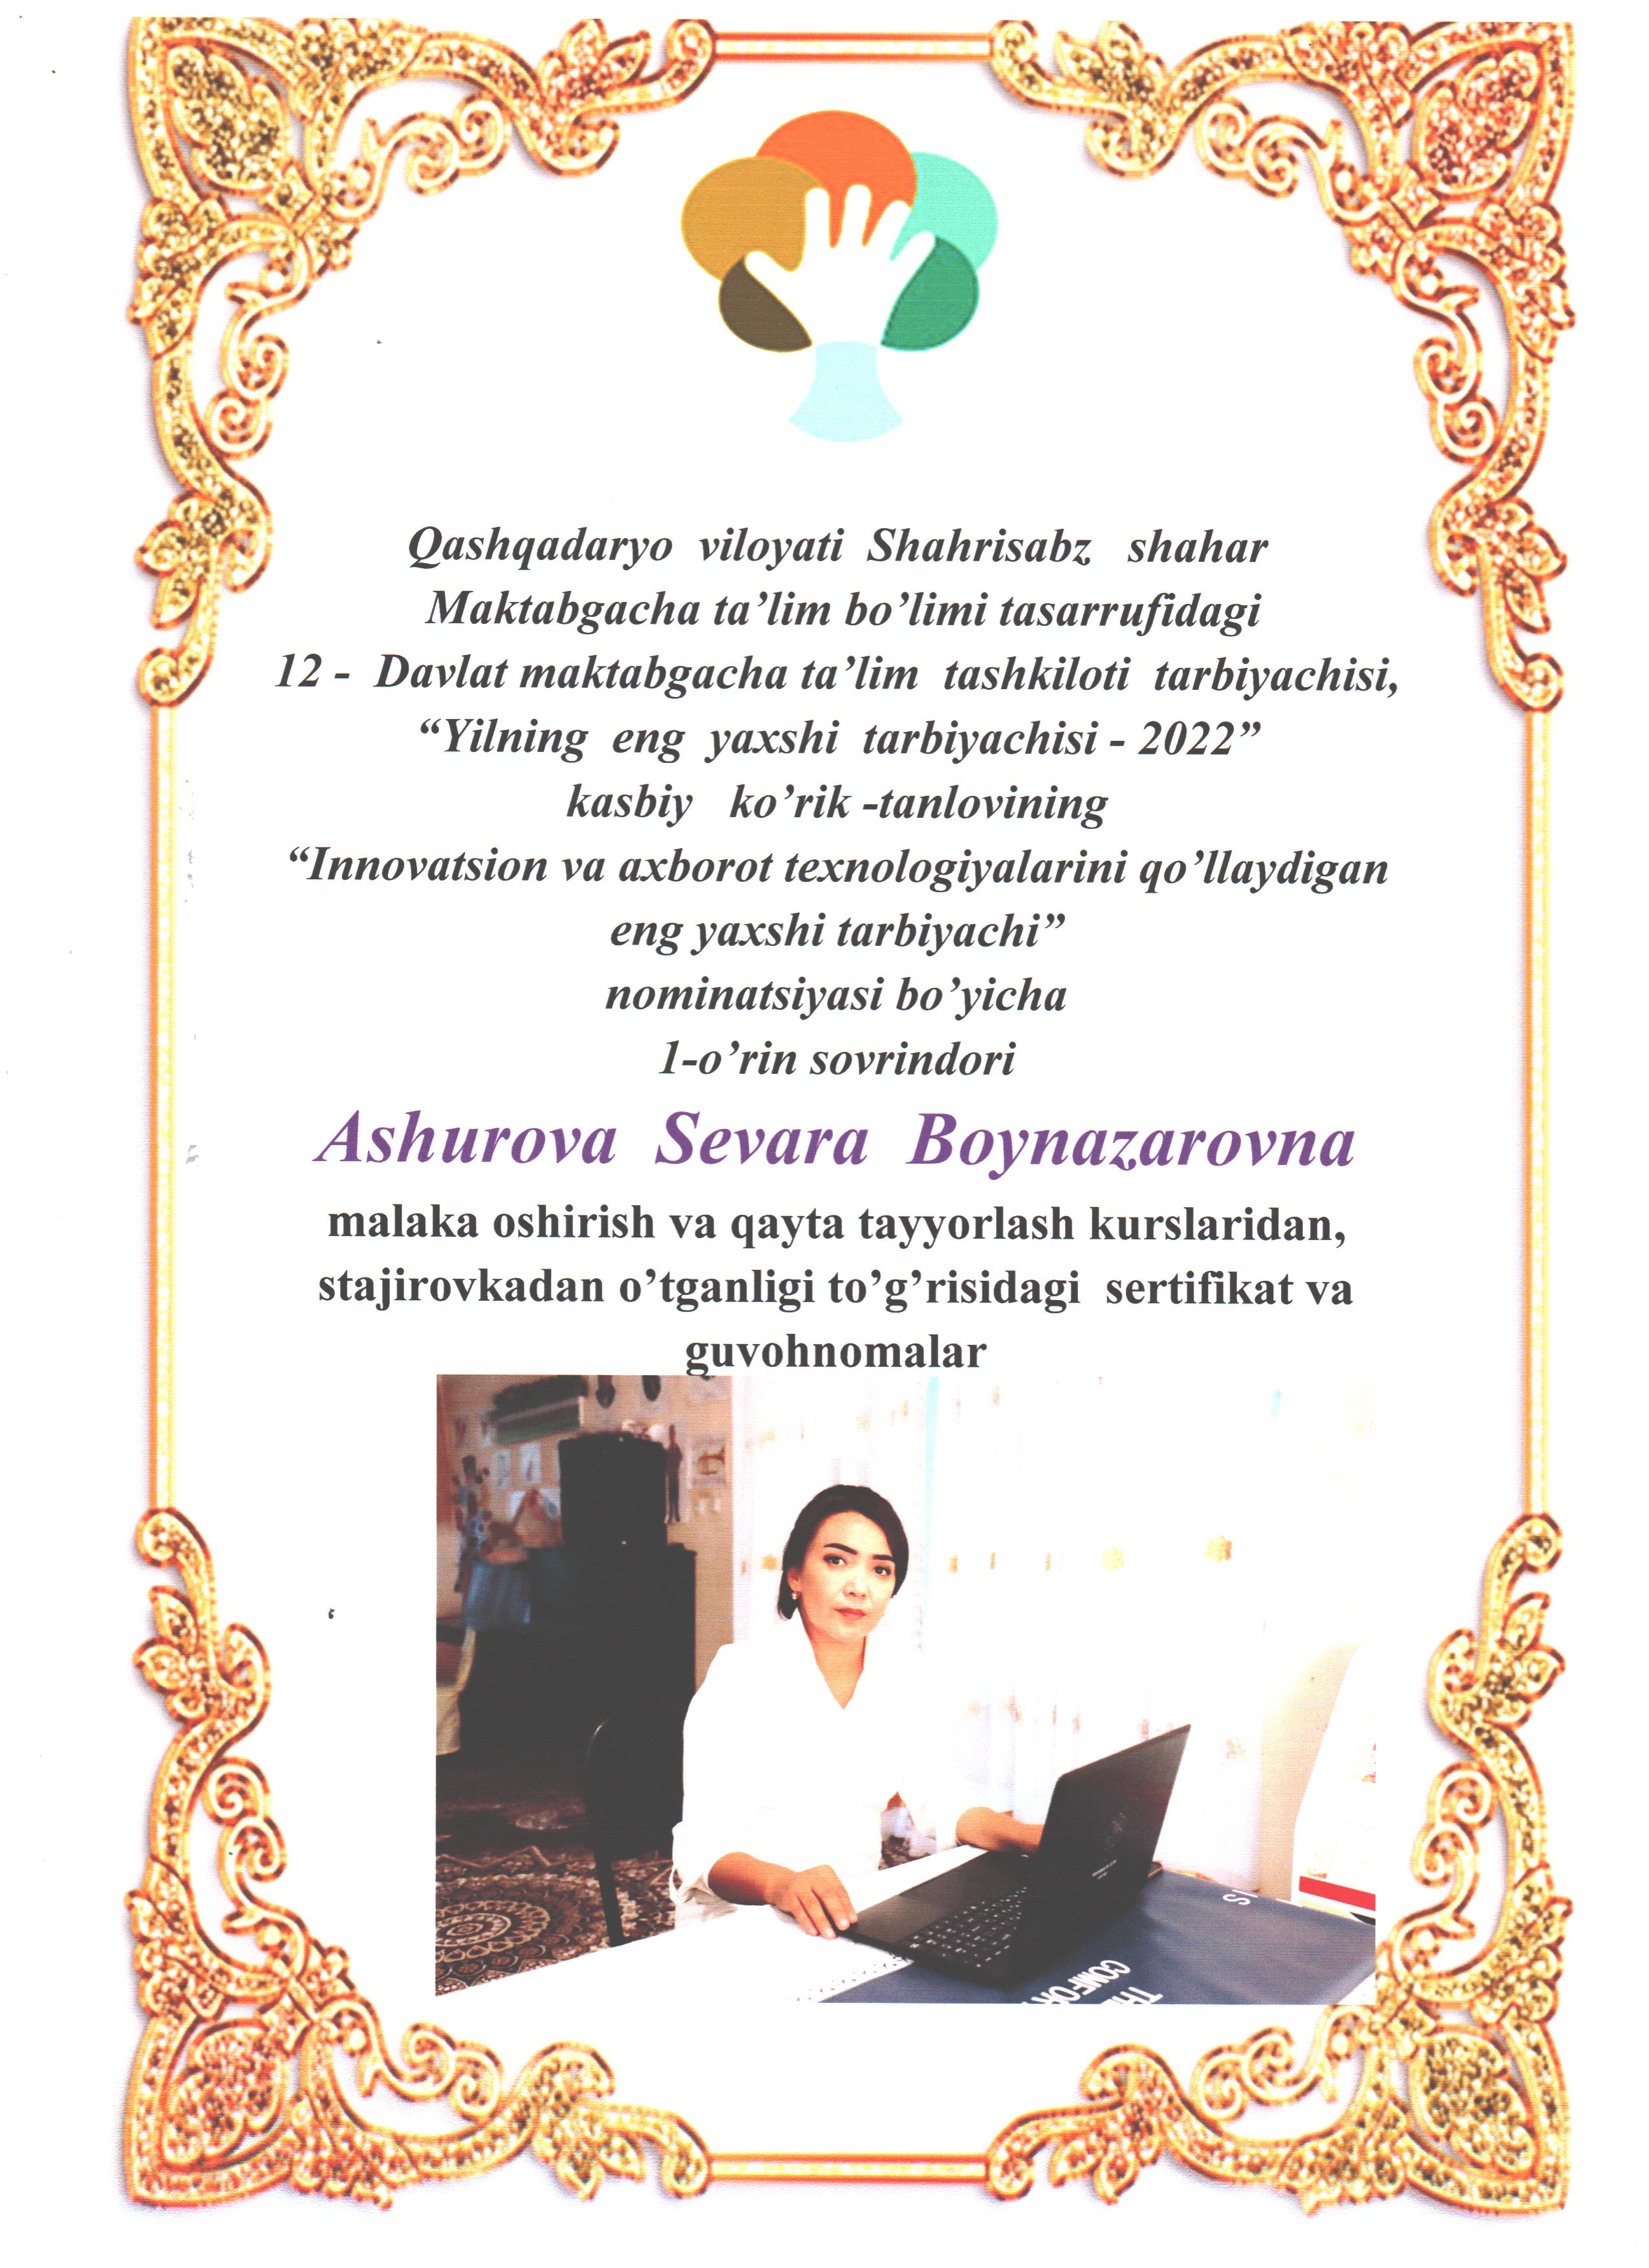 Qashqadaryo viloyati Shahrisabz shahar
Maktabgacha ta’lim bo’limi tasarrufidagi
12 - Davlat maktabgacha ta’lim tashkiloti tarbiyachisi,
“Yilning eng yaxshi tarbiyachisi - 2022”
kasbiy ko’rik -tanlovining
“Innovatsion va axborot texnologiyalarini qo’llaydigan
eng yaxshi tarbiyachi”
nominatsiyasi bo’yicha
1-o’rin sovrindori
Ashurova Sevara Boynazarovna
malaka oshirish va qayta tayyorlash kurslaridan,
stajirovkadan o’tganligi to’g’risidagi sertifikat va
guvohnomalar